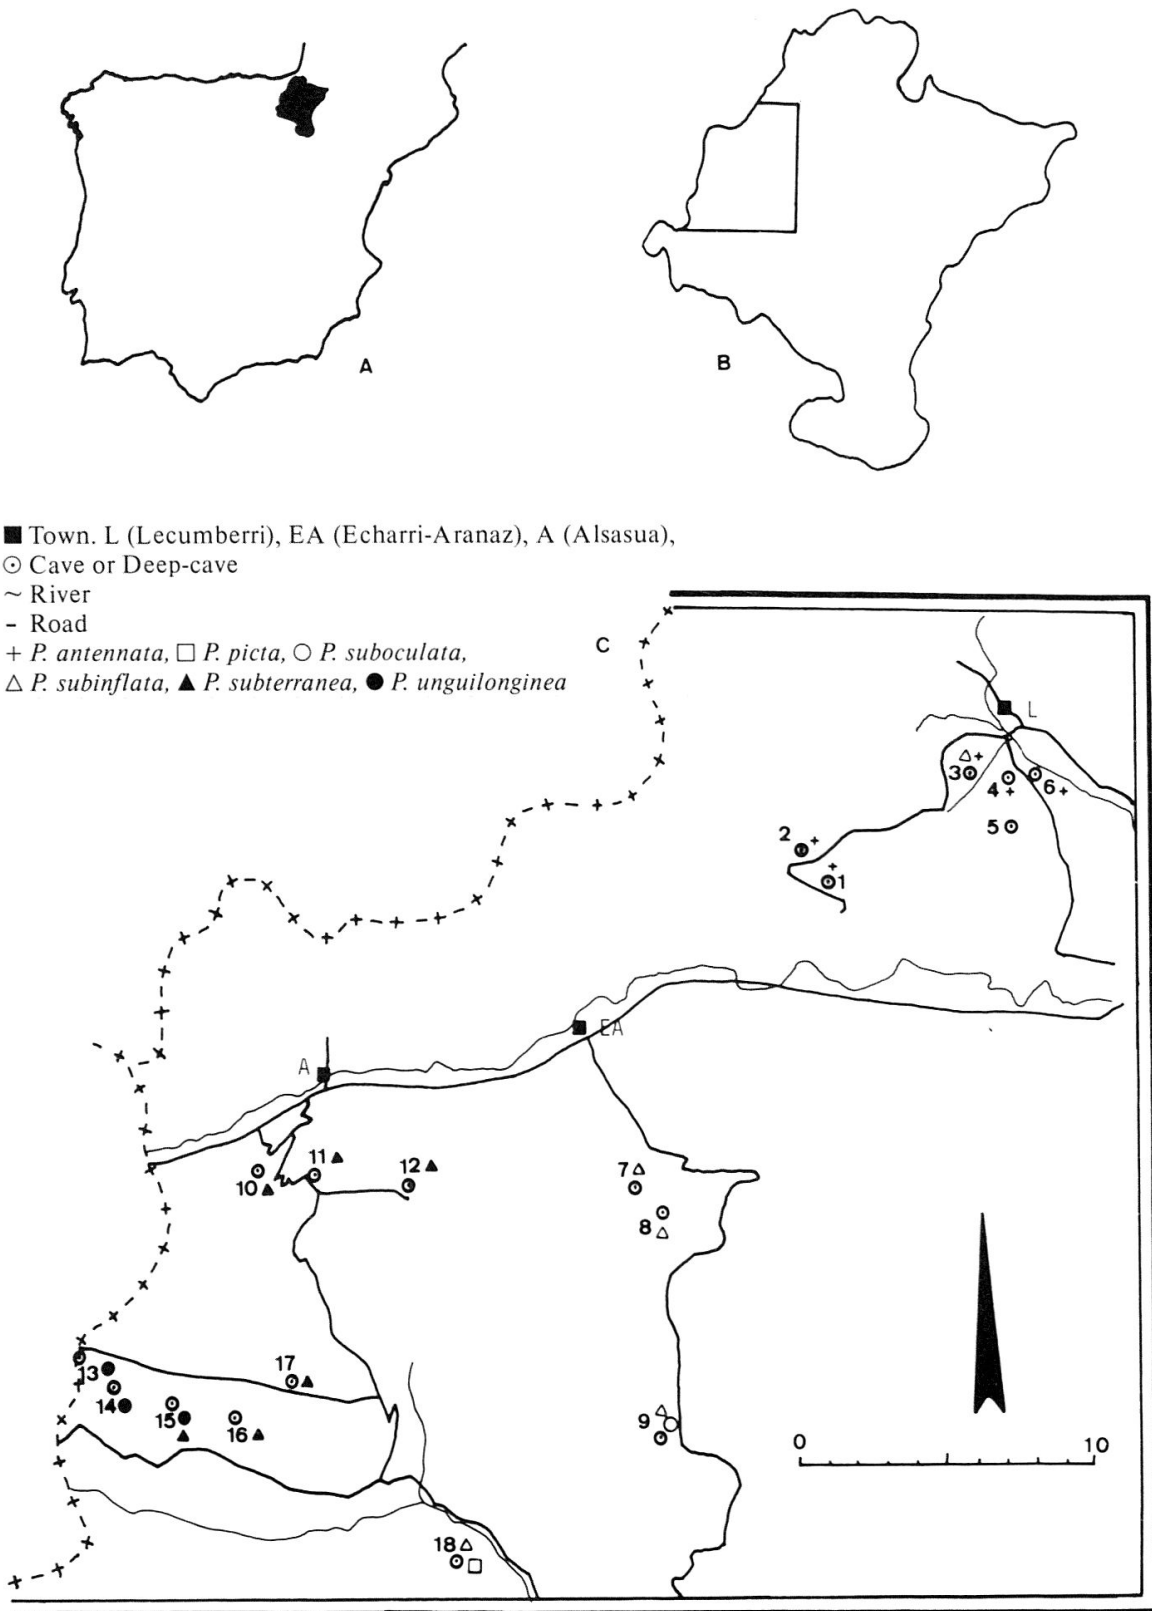 A
B
■ Town. L (Lecumberri), EA (Echarri-Aranaz), A (Alsasua),
⊙ Cave or Deep-cave
~ River
- Road
+ P. antennata, □ P. picta, ○ P. suboculata,
△ P. subinflata, ▲ P. subterranea, ● P. unguilonginea
C
L
3
4
6
5
2
1
EA
A
11
12
10
7
8
17
13
14
15
16
9
0 10
18